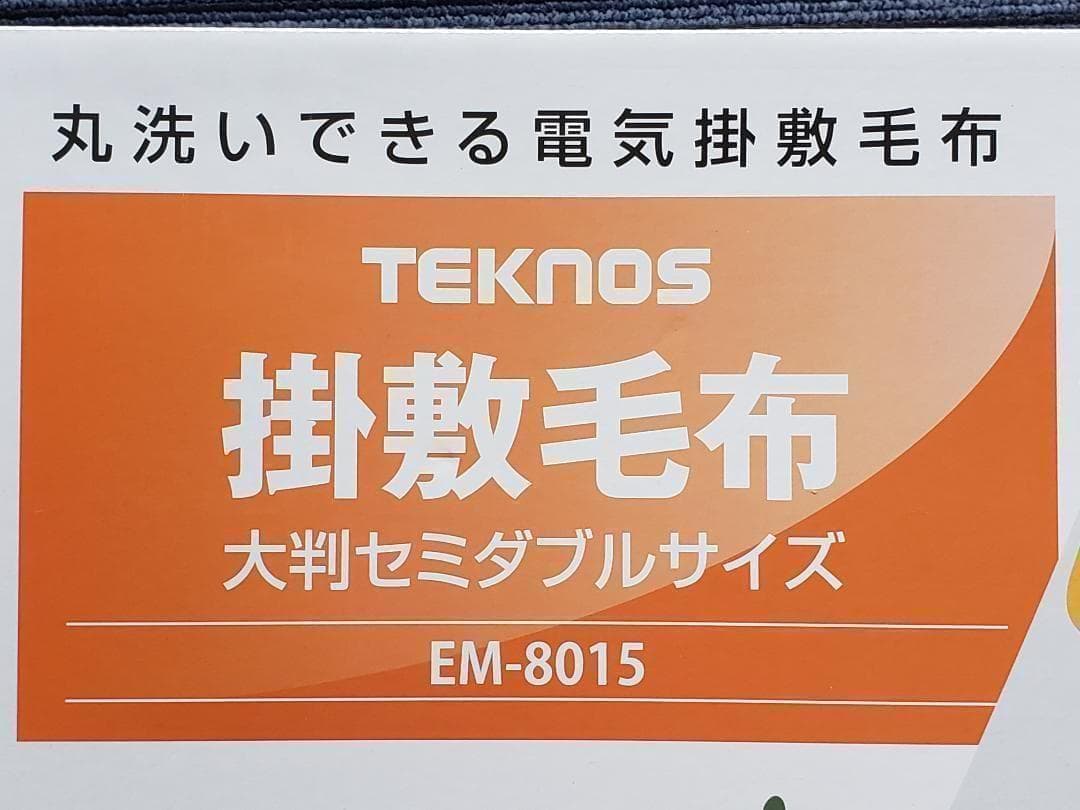 丸洗いできる電気掛敷毛布
TEKNOS
掛敷毛布
大判セミダブルサイズ
EM-8015